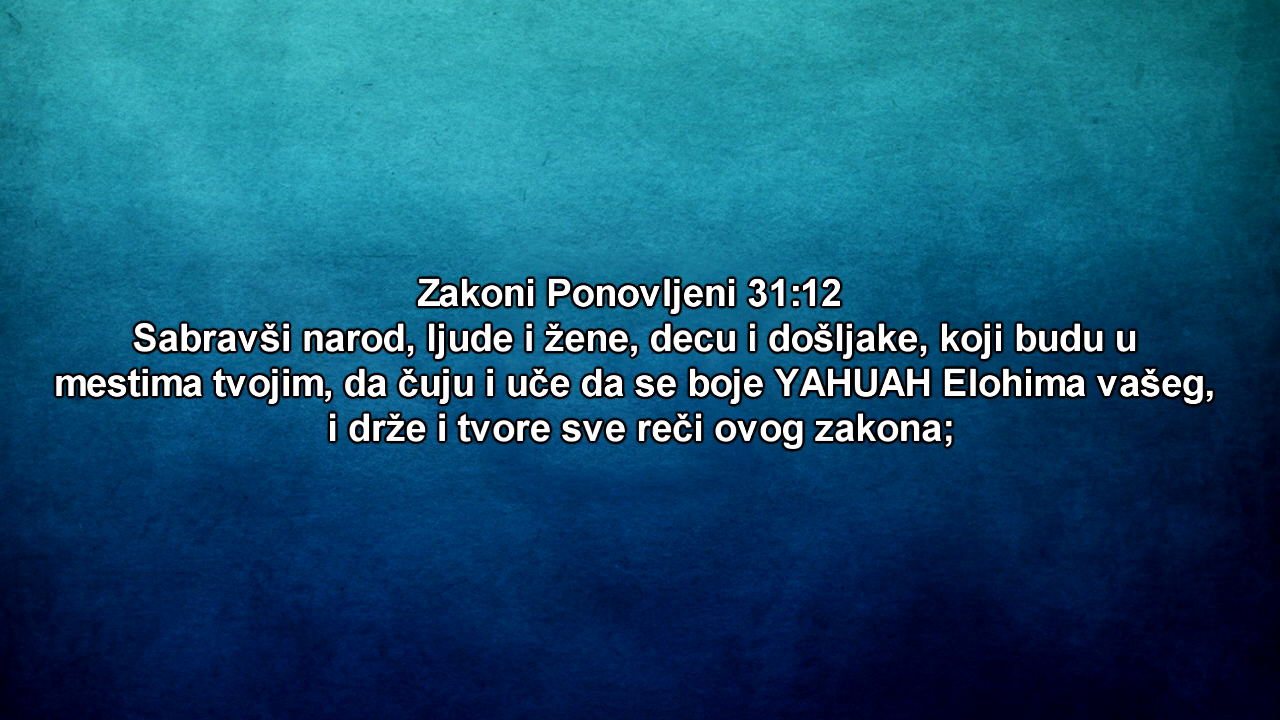 Zakoni Ponovljeni 31:12
Sabravši narod, ljude i žene, decu i došljake, koji budu u
mestima tvojim, da čuju i uče da se boje YAHUAH Elohima vašeg,
i drže i tvore sve reči ovog zakona;